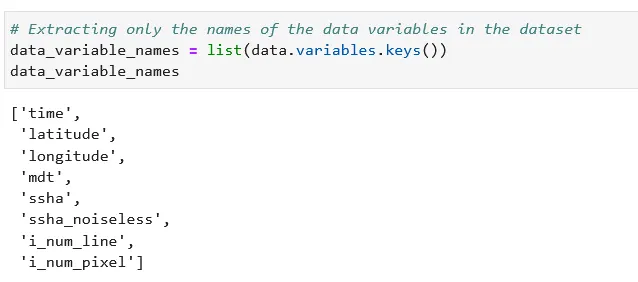 # Extracting only the names of the data variables in the dataset
data_variable_names = list(data.variables.keys())
data_variable_names
['time',
'latitude',
'longitude',
'mdt',
'ssha',
'ssha_noiseless',
'i_num_line',
'i_num_pixel']